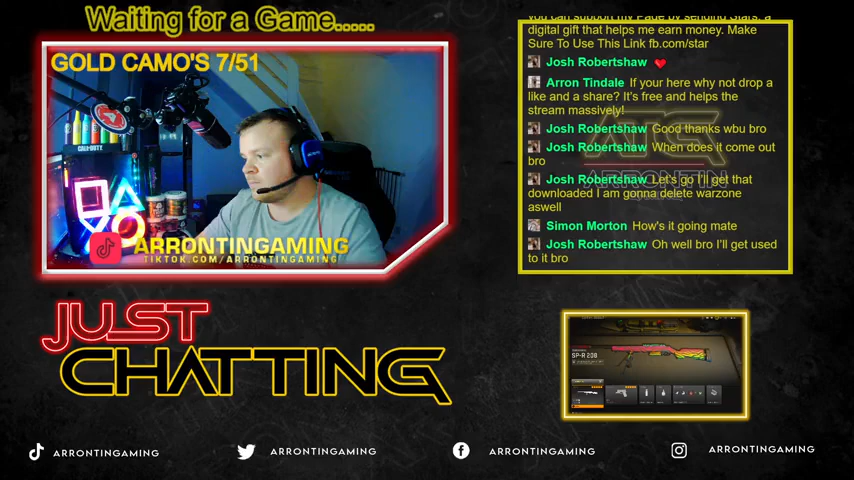 Waiting for a Game.....
GOLD CAMO'S 7/51
CALL·DUTY
ARRONTINGAMING
TIKTOK.COM/ARRONTINGAMING
you can support my Page by sending Stars, a
digital gift that helps me earn money. Make
Sure To Use This Link fb.com/star
Josh Robertshaw
Arron Tindale If your here why not drop a
like and a share? It's free and helps the
stream massively!
Josh Robertshaw Good thanks wbu bro
Josh Robertshaw When does it come out
bro
Josh Robertshaw Let's go I'll get that
downloaded I am gonna delete warzone
aswell
Simon Morton How's it going mate
Josh Robertshaw Oh well bro I'll get used
to it bro
ATG
ARRONTIN
JUST
CHATTING
SP-R 208
ARRONTINGAMING
ARRONTINGAMING
ARRONTINGAMING
ARRONTINGAMING